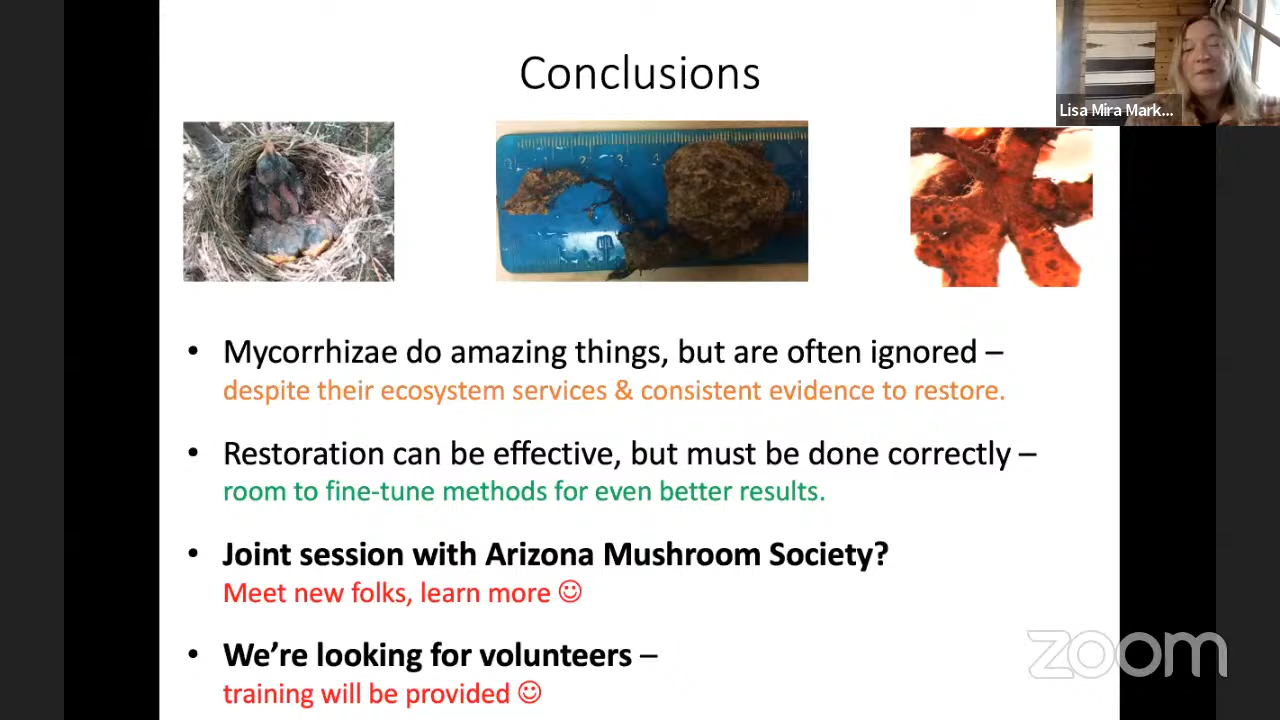 Conclusions
Lisa Mira Mark...
• Mycorrhizae do amazing things, but are often ignored –
despite their ecosystem services & consistent evidence to restore.
• Restoration can be effective, but must be done correctly –
room to fine-tune methods for even better results.
• Joint session with Arizona Mushroom Society?
Meet new folks, learn more ☺
• We’re looking for volunteers –
training will be provided ☺
zoom